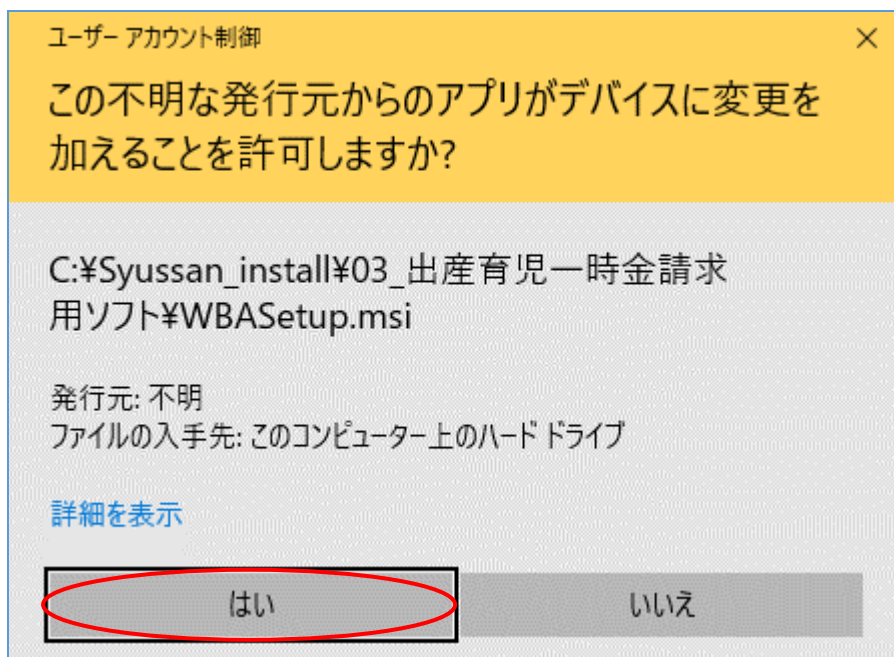 ユーザー アカウント制御
この不明な発行元からのアプリがデバイスに変更を
加えることを許可しますか?
C:¥Syussan_install¥03_出産育児一時金請求
用ソフト¥WBASetup.msi
発行元: 不明
ファイルの入手先: このコンピューター上のハード ドライブ
詳細を表示
はい
いいえ